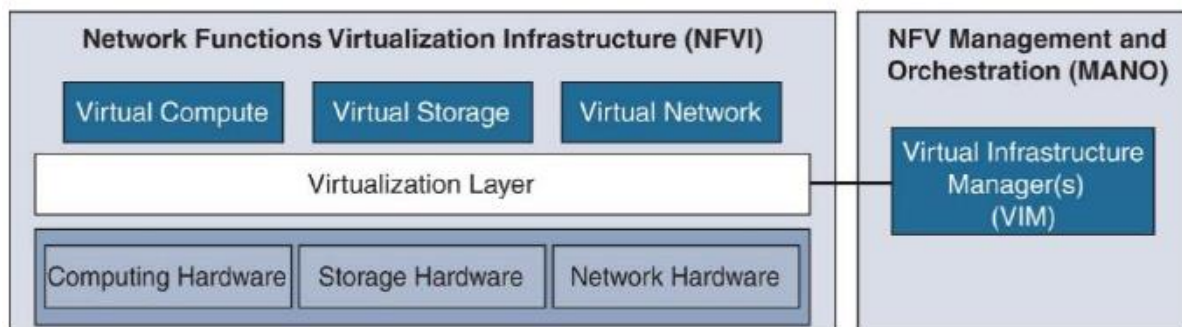 Network Functions Virtualization Infrastructure (NFVI)
Virtual Compute
Virtual Storage
Virtual Network
Virtualization Layer
Computing Hardware
Storage Hardware
Network Hardware
NFV Management and
Orchestration (MANO)
Virtual Infrastructure
Manager(s)
(VIM)